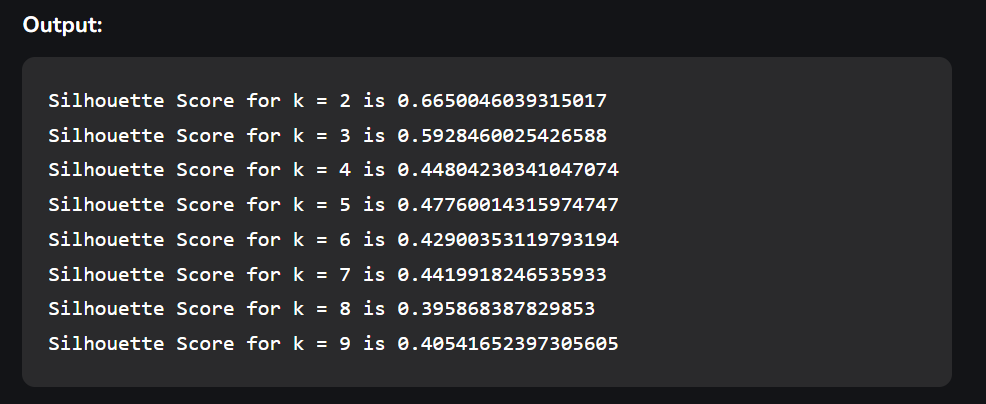 Output:
Silhouette Score for k = 2 is 0.6650046039315017
Silhouette Score for k = 3 is 0.5928460025426588
Silhouette Score for k = 4 is 0.44804230341047074
Silhouette Score for k = 5 is 0.47760014315974747
Silhouette Score for k = 6 is 0.42900353119793194
Silhouette Score for k = 7 is 0.4419918246535933
Silhouette Score for k = 8 is 0.395868387829853
Silhouette Score for k = 9 is 0.40541652397305605